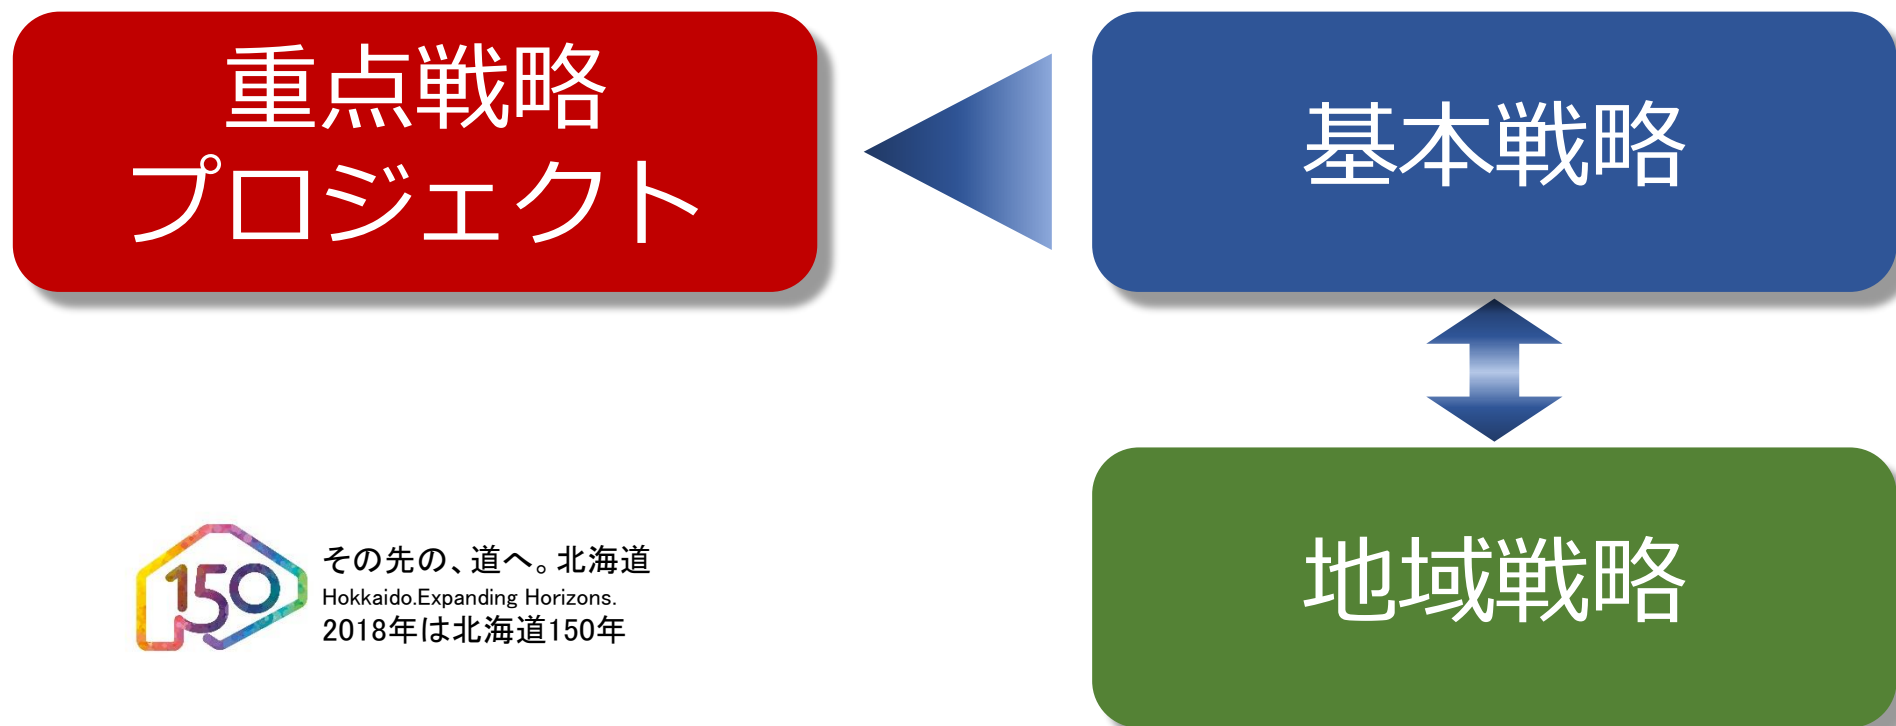 重点戦略
プロジェクト
基本戦略
地域戦略
150
その先の、道へ。北海道
Hokkaido.Expanding Horizons.
2018年は北海道150年